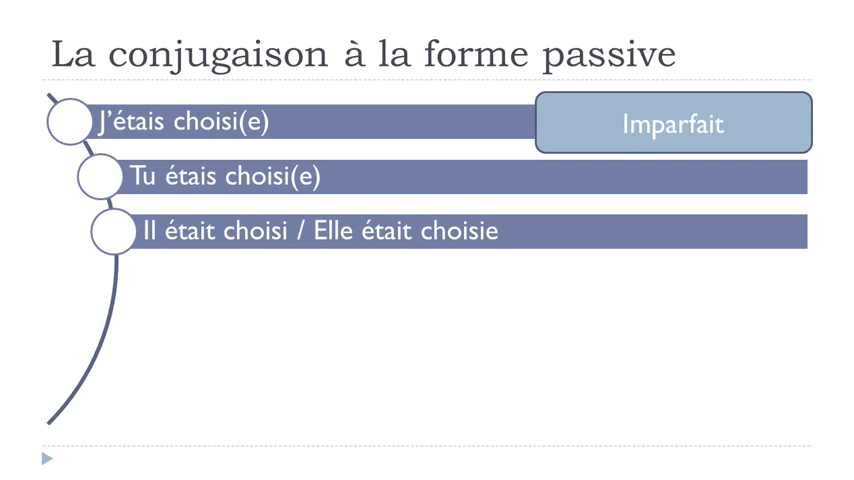 La conjugaison à la forme passive
J'étais choisi(e)
Imparfait
Tu étais choisi(e)
Il était choisi / Elle était choisie